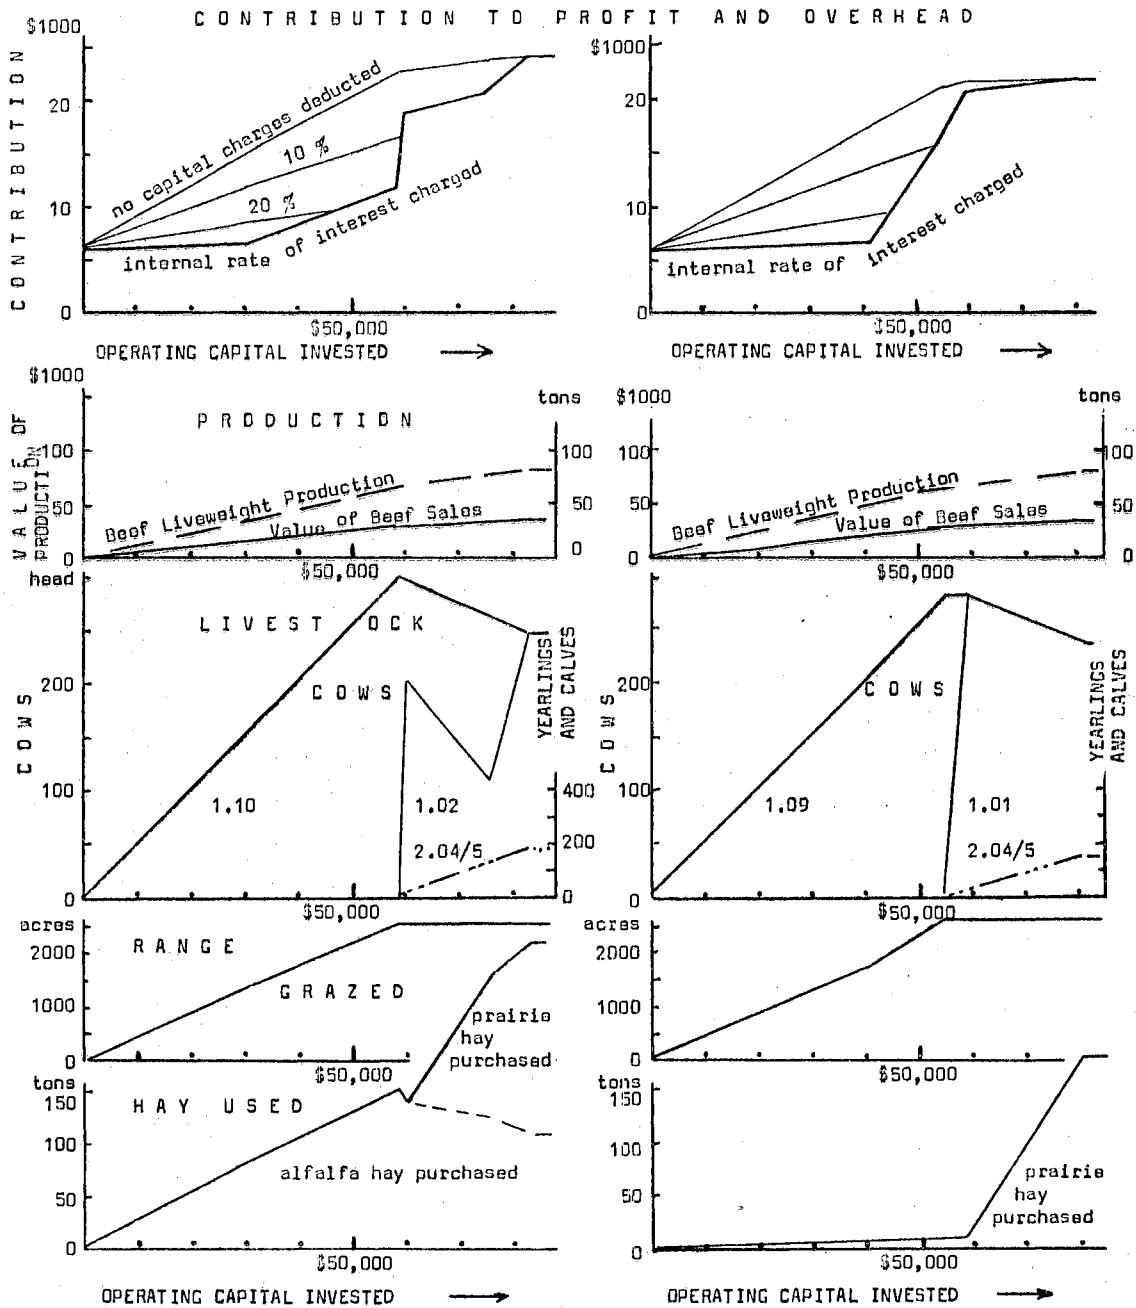 CONTRIBUTION TO PROFIT AND OVERHEAD
$1000
CONTRIBUTION
20
10
0
no capital charges deducted
10 %
20 %
internal rate of interest charged
$50,000
OPERATING CAPITAL INVESTED
$1000
20
10
0
internal rate of interest charged
$50,000
OPERATING CAPITAL INVESTED
$1000
VALUE OF
PRODUCTION
PRODUCTION
100
50
0
tons
100
50
0
Beef Liveweight Production
Value of Beef Sales
$50,000
$1000
tons
100
50
0
100
50
0
Beef Liveweight Production
Value of Beef Sales
$50,000
head
LIVESTOCK
COWS
200
100
0
COWS
1.10
1.02
2.04/5
YEARLINGS
AND CALVES
400
200
0
$50,000
COWS
200
100
0
COWS
1.09
1.01
2.04/5
YEARLINGS
AND CALVES
$50,000
acres
RANGE
GRAZED
2000
1000
0
$50,000
acres
2000
1000
0
$50,000
tons
HAY USED
150
100
50
0
prairie
hay
purchased
alfalfa hay purchased
$50,000
OPERATING CAPITAL INVESTED
tons
150
100
50
0
prairie
hay
purchased
$50,000
OPERATING CAPITAL INVESTED